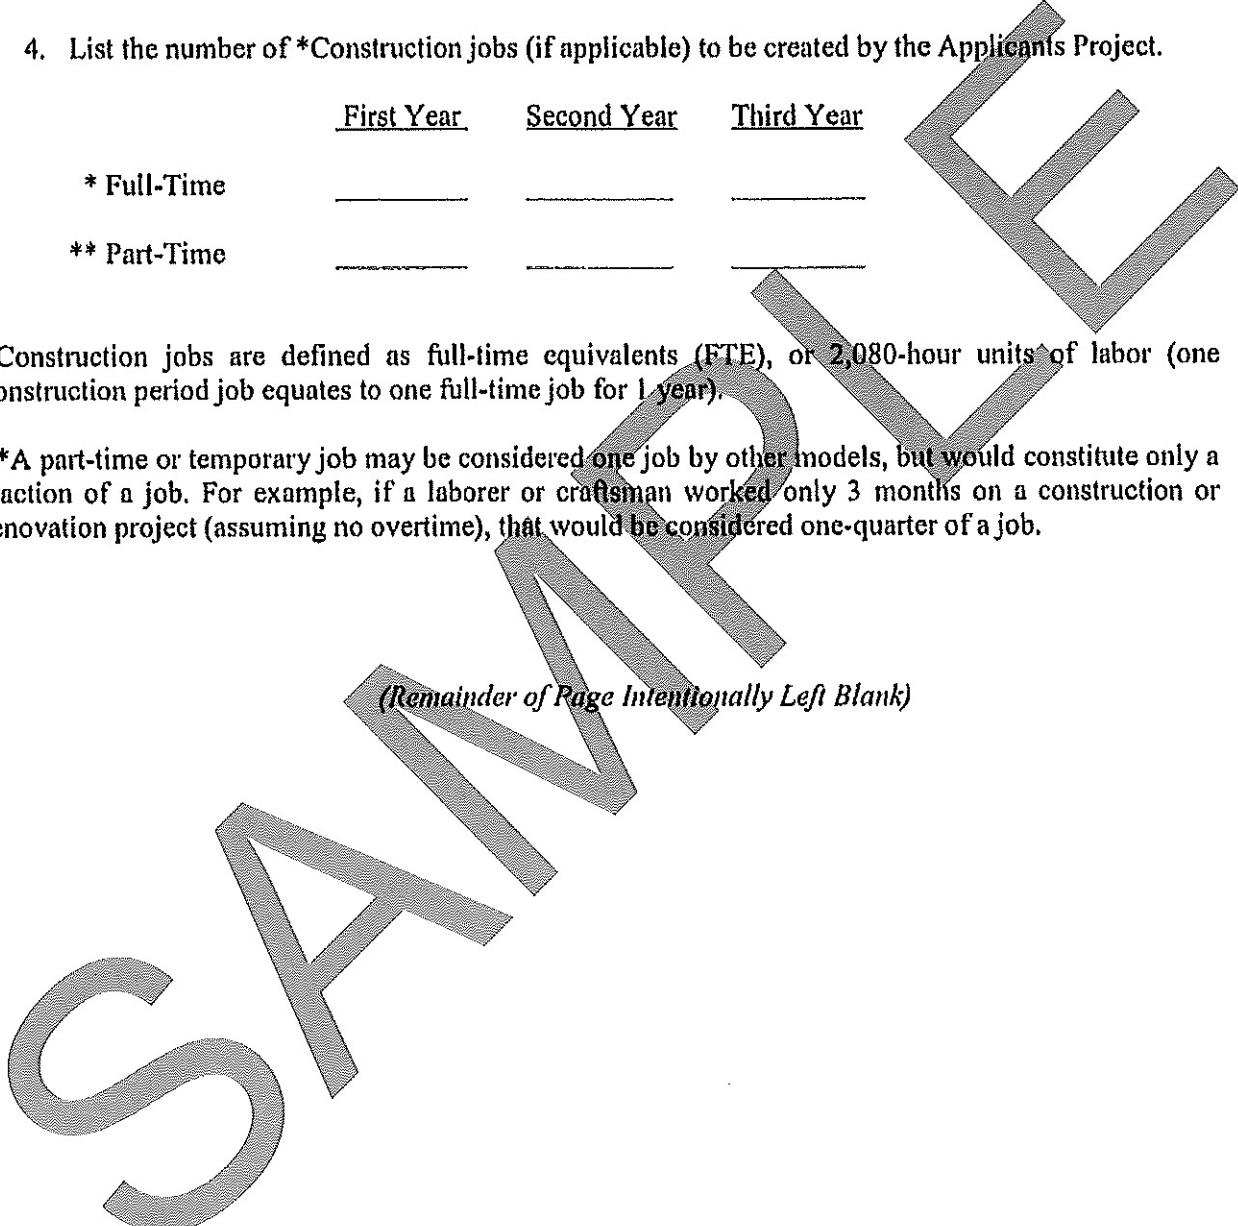 4. List the number of *Construction jobs (if applicable) to be created by the Applicants Project.
First Year Second Year Third Year
* Full-Time
** Part-Time
Construction jobs are defined as full-time equivalents (FTE), or 2,080-hour units of labor (one
onstruction period job equates to one full-time job for 1 year).
*A part-time or temporary job may be considered one job by other models, but would constitute only a
action of a job. For example, if a laborer or craftsman worked only 3 months on a construction or
enovation project (assuming no overtime), that would be considered one-quarter of a job.
(Remainder of Page Intentionally Left Blank)
SAMPLE